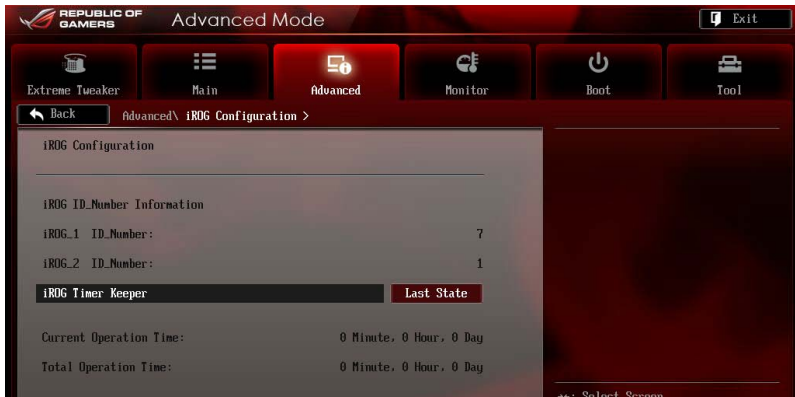 REPUBLIC OF
GAMERS
Advanced Mode
Exit
Extreme Tweaker
Main
Advanced
Monitor
Boot
Tool
Back
Advanced\ iROG Configuration >
iROG Configuration
iROG ID_Number Information
iROG_1 ID_Number: 7
iROG_2 ID_Number: 1
iROG Timer Keeper Last State
Current Operation Time: 0 Minute, 0 Hour, 0 Day
Total Operation Time: 0 Minute, 0 Hour, 0 Day
Select Screen